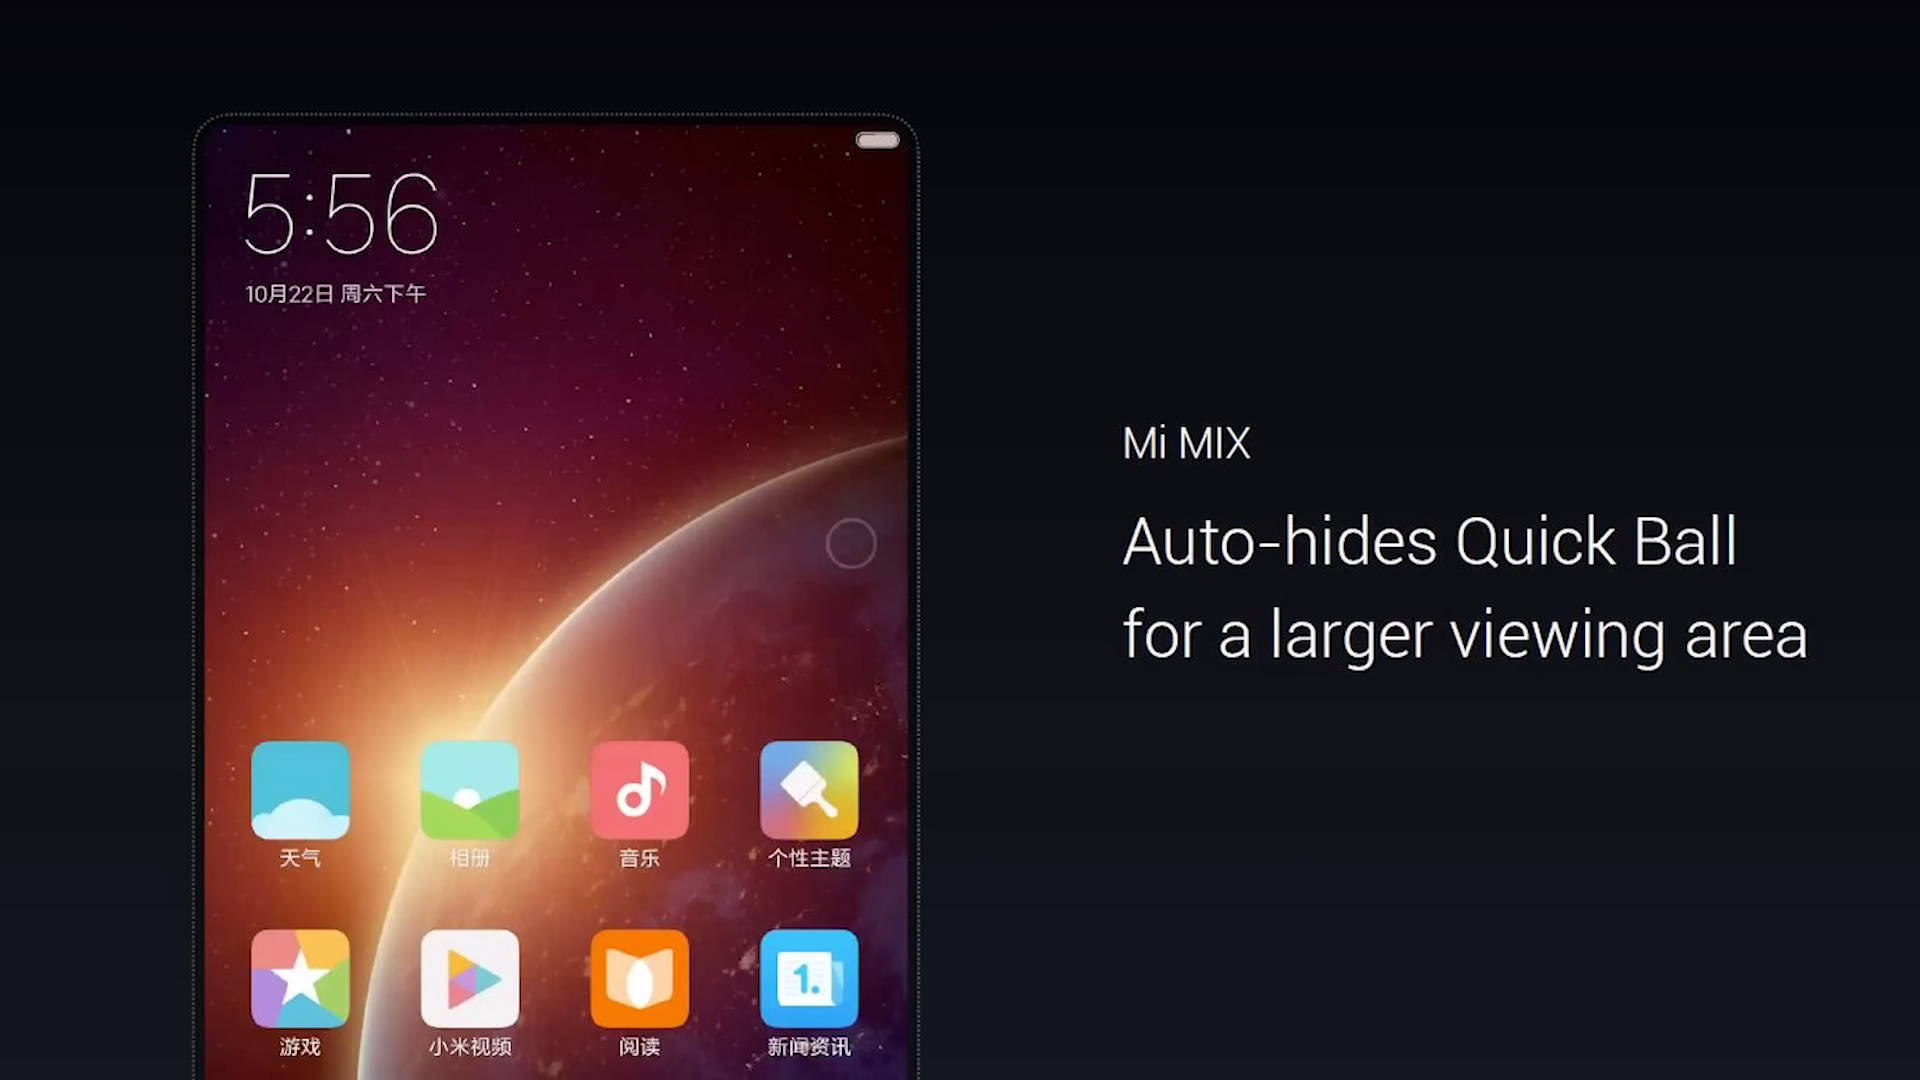 5:56
10月22日 周六下午
Mi MIX
Auto-hides Quick Ball
for a larger viewing area
天气
相册
音乐
个性主题
1.
游戏
小米视频
阅读
新闻资讯